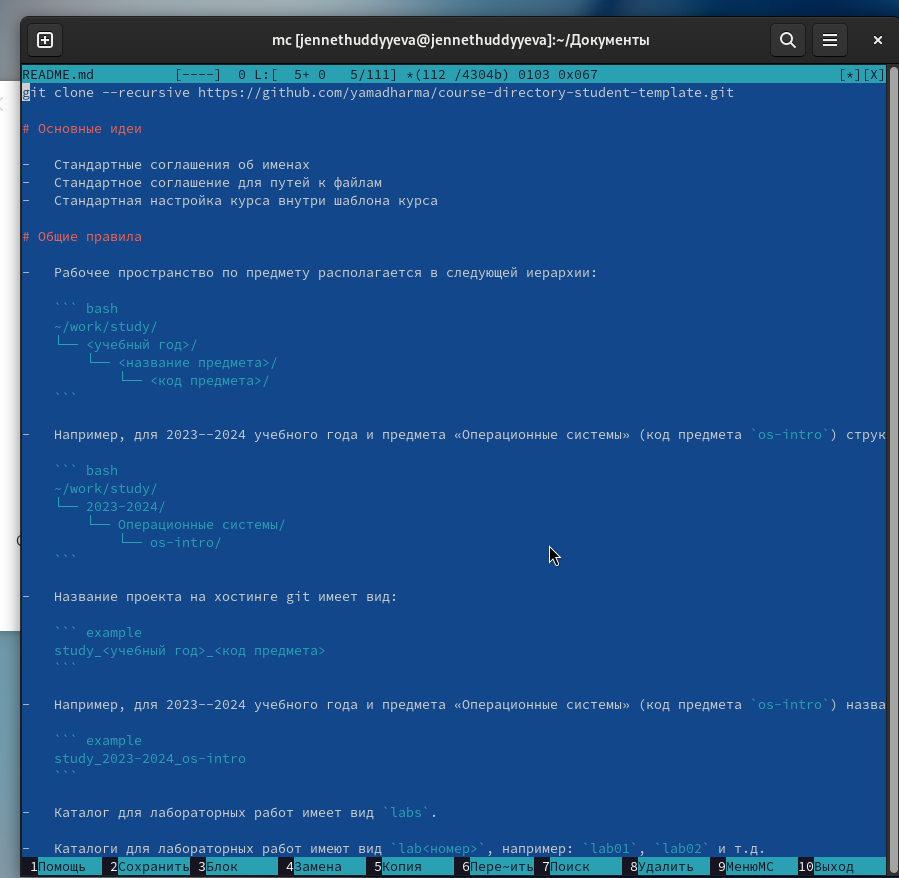 mc [jennethuddyyeva@jennethuddyyeva]:~/Документы
README.md [----] 0 L:[ 5+ 0 5/111] *(112 /4304b) 0103 0x067 [*][X]
git clone --recursive https://github.com/yamadharma/course-directory-student-template.git
# Основные идеи
- Стандартные соглашения об именах
- Стандартное соглашение для путей к файлам
- Стандартная настройка курса внутри шаблона курса
# Общие правила
- Рабочее пространство по предмету располагается в следующей иерархии:
``` bash
~/work/study/
└── <учебный год>/
└── <название предмета>/
└── <код предмета>/
```
- Например, для 2023--2024 учебного года и предмета «Операционные системы» (код предмета `os-intro`) струк
``` bash
~/work/study/
└── 2023-2024/
└── Операционные системы/
└── os-intro/
```
- Название проекта на хостинге git имеет вид:
``` example
study_<учебный год>_<код предмета>
```
- Например, для 2023--2024 учебного года и предмета «Операционные системы» (код предмета `os-intro`) назва
``` example
study_2023-2024_os-intro
```
- Каталог для лабораторных работ имеет вид `labs`.
- Каталоги для лабораторных работ имеют вид `lab<номер>`, например: `lab01`, `lab02` и т.д.
1Помощь 2Сохранить 3Блок 4Замена 5Копия 6Пере~ить 7Поиск 8Удалить 9МенюMC 10Выход